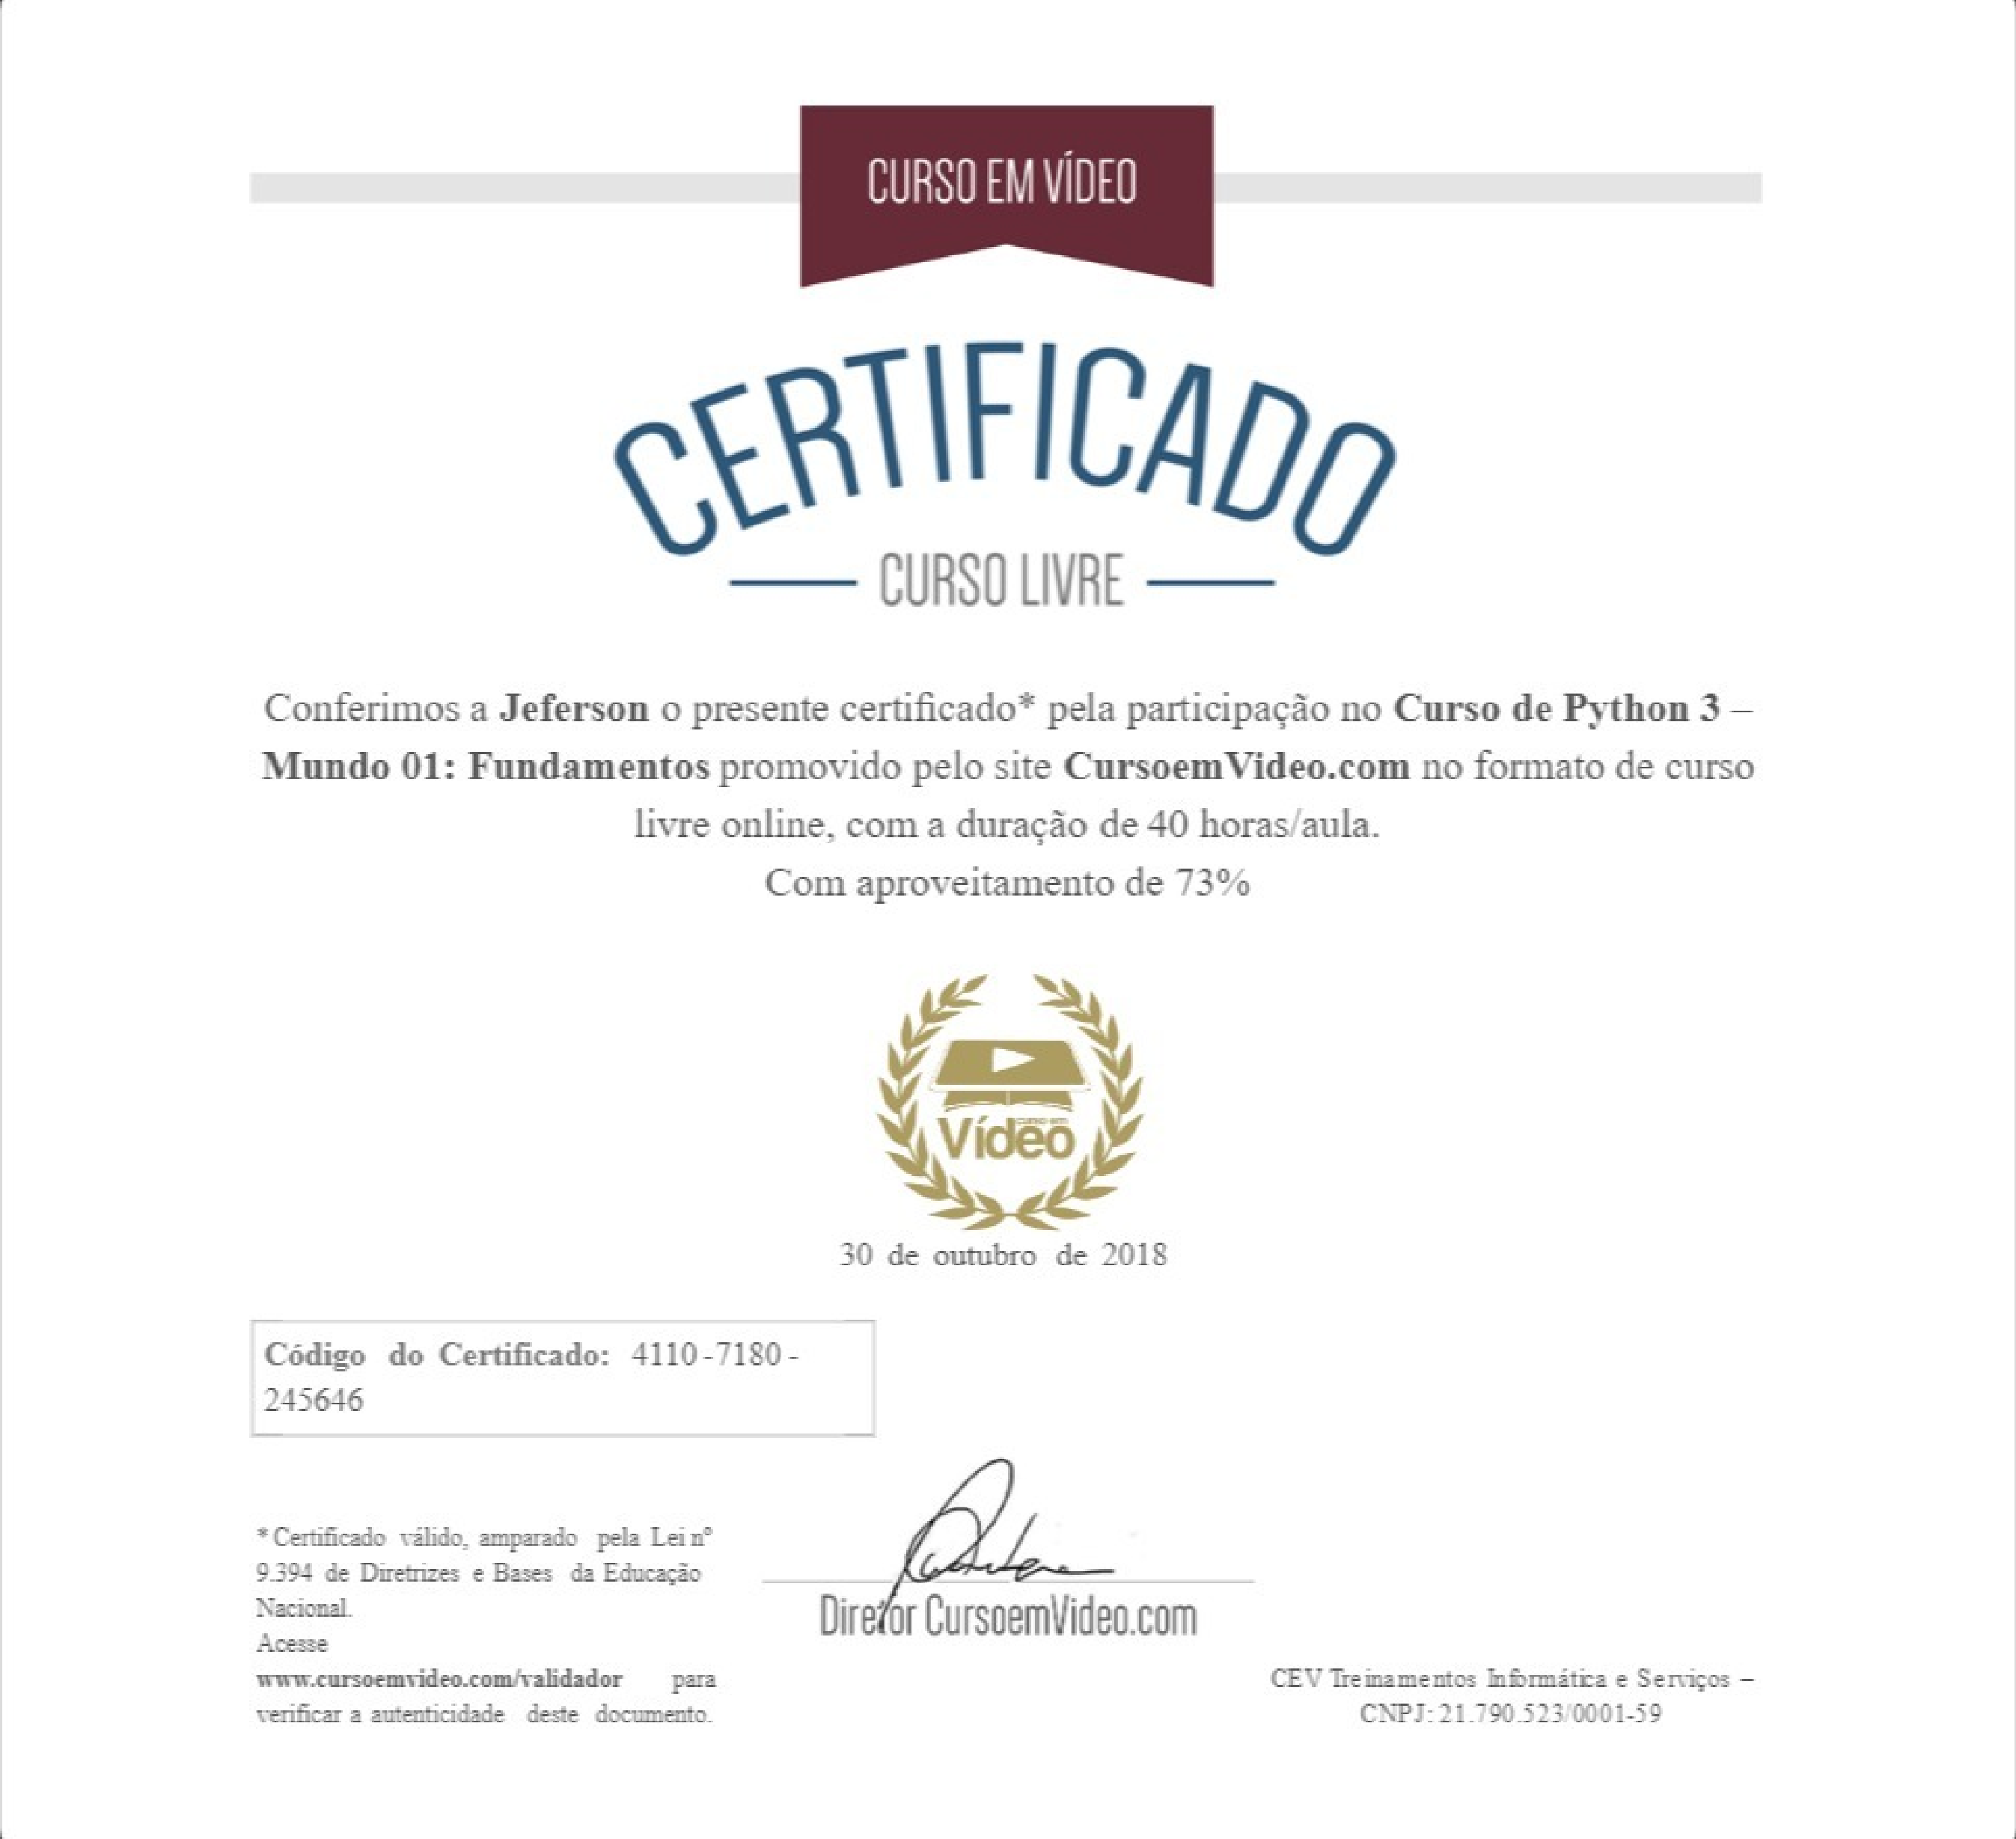 CURSO EM VÍDEO
CERTIFICADO
CURSO LIVRE
Conferimos a Jeferson o presente certificado* pela participação no Curso de Python 3 –
Mundo 01: Fundamentos promovido pelo site CursoemVideo.com no formato de curso
livre online, com a duração de 40 horas/aula.
Com aproveitamento de 73%
curso em
Vídeo
30 de outubro de 2018
Código do Certificado: 4110-7180-
245646
* Certificado válido, amparado pela Lei nº
9.394 de Diretrizes e Bases da Educação
Nacional.
Acesse
www.cursoemvideo.com/validador para
verificar a autenticidade deste documento.
Diretor CursoemVideo.com
CEV Treinamentos Informática e Serviços –
CNPJ: 21.790.523/0001-59